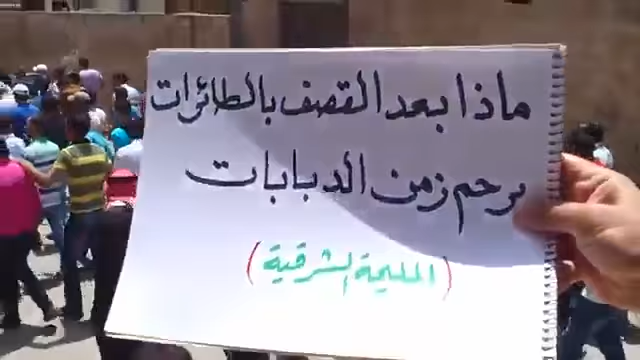 ماذا بعد القصف بالطائرات
يرحم زمن الدبابات
(المليحة الشرقية)